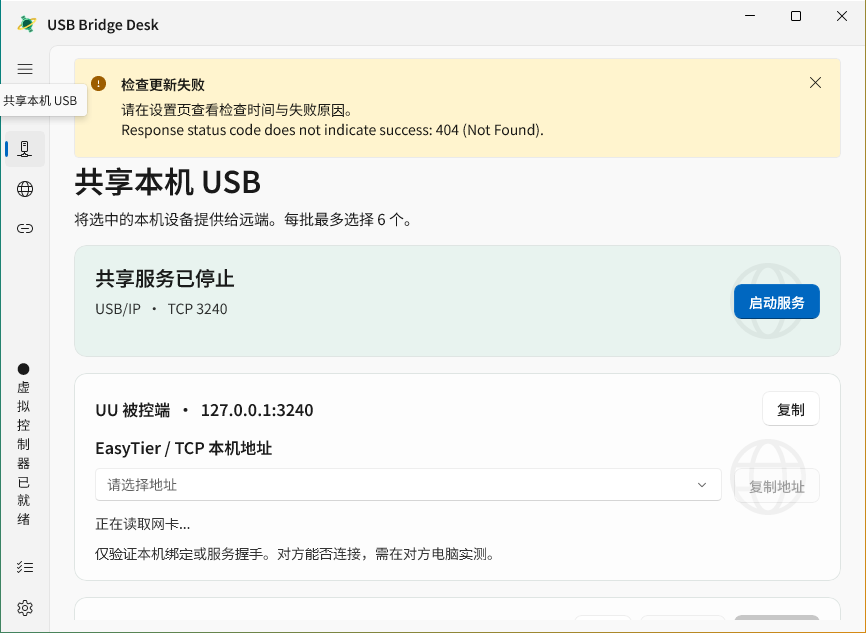 USB Bridge Desk
检查更新失败
请在设置页查看检查时间与失败原因。
Response status code does not indicate success: 404 (Not Found).
共享本机 USB
共享本机 USB
将选中的本机设备提供给远端。每批最多选择 6 个。
共享服务已停止
USB/IP • TCP 3240
启动服务
UU 被控端 • 127.0.0.1:3240
复制
EasyTier / TCP 本机地址
请选择地址
复制地址
正在读取网卡...
仅验证本机绑定或服务握手。对方能否连接，需在对方电脑实测。
虚拟控制器已就绪